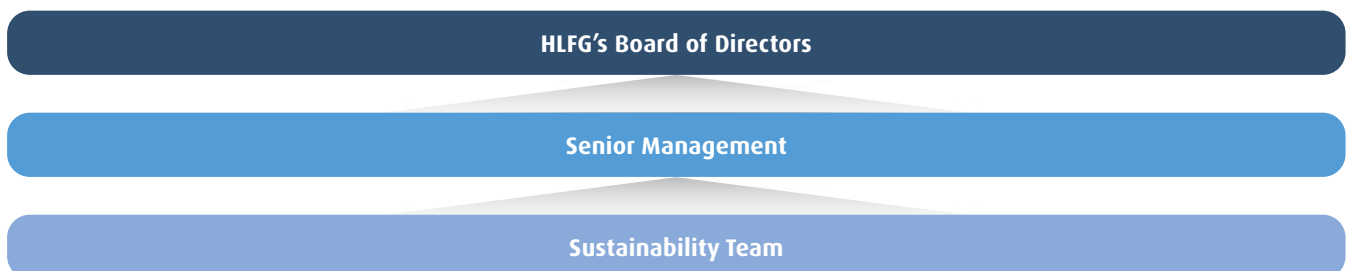 HLFG’s Board of Directors
Senior Management
Sustainability Team